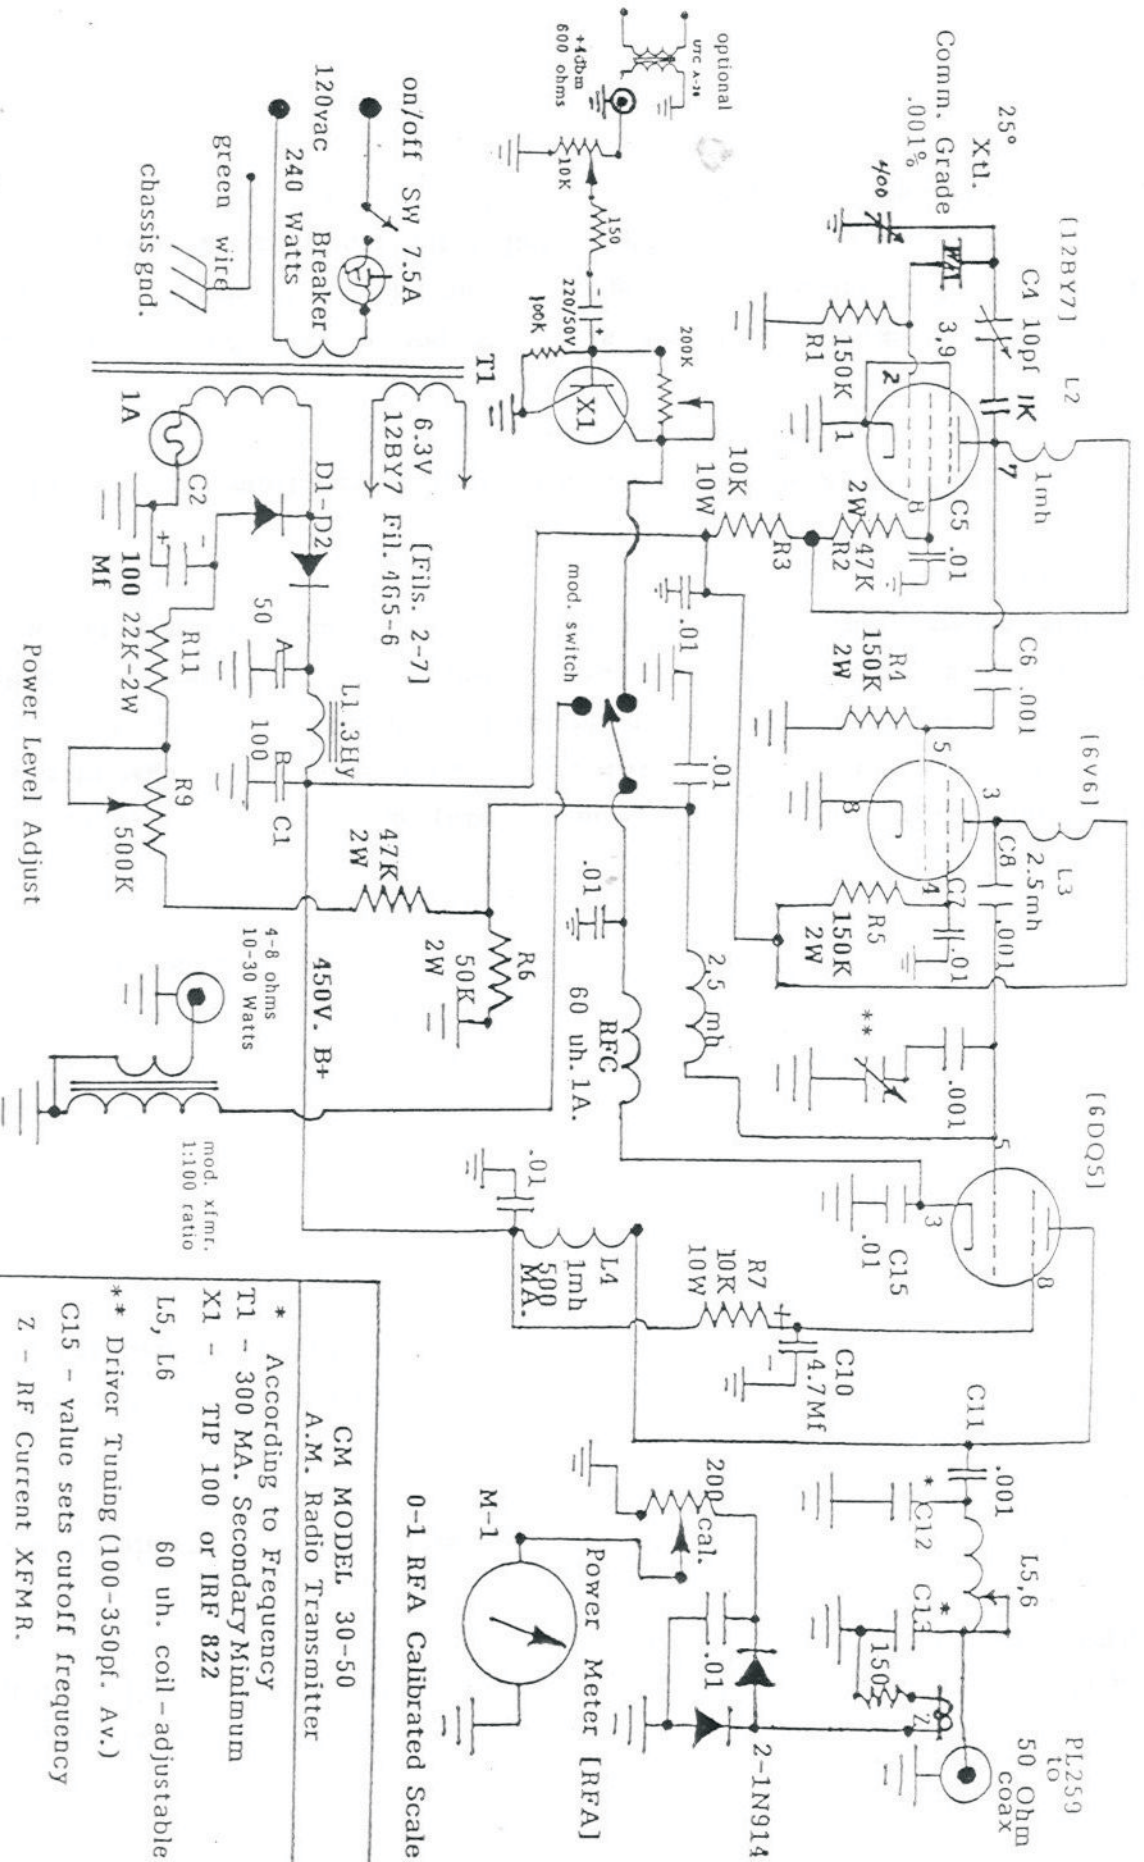 optional
UTC A-20
+4dbm
600 ohms
10K
150
220/50V
-
+
100K
200K
X1
25°
Xtl.
Comm. Grade
.001%
400
[12BY7]
C4 10pf
1K
L2
1mh
3,9
2
1
7
8
R1
150K
C5 .01
47K
2W
R2
R3
10K
10W
C6 .001
R4
150K
2W
[6V6]
5
3
8
4
L3
2.5mh
C8
.001
C7
.01
R5
150K
2W
**
.001
[6DQ5]
5
8
3
C15
.01
.01
.01
mod. switch
2.5 mh
RFC
60 uh. 1A.
.01
on/off SW 7.5A
Breaker
120vac
240 Watts
green wire
chassis gnd.
T1
6.3V [Fils. 2-7]
12BY7 Fil. 4&5-6
1A
D1-D2
C2
+
-
100
Mf
50
A
L1 .3Hy
100
B
C1
R11
22K-2W
R9
500K
Power Level Adjust
47K
2W
R6
50K
2W
450V. B+
4-8 ohms
10-30 Watts
mod. xfmr.
1:100 ratio
.01
L4
1mh
500
MA.
R7
10K
10W
+
-
C10
4.7Mf
C11
.001
*
C12
L5,6
C13
*
150
Z
PL259
to
50 Ohm
coax
200
cal.
.01
2-1N914
Power Meter [RFA]
M-1
0-1 RFA Calibrated Scale
CM MODEL 30-50
A.M. Radio Transmitter
* According to Frequency
T1 - 300 MA. Secondary Minimum
X1 - TIP 100 or IRF 822
L5, L6 60 uh. coil - adjustable
** Driver Tuning (100-350pf. Av.)
C15 - value sets cutoff frequency
Z - RF Current XFMR.